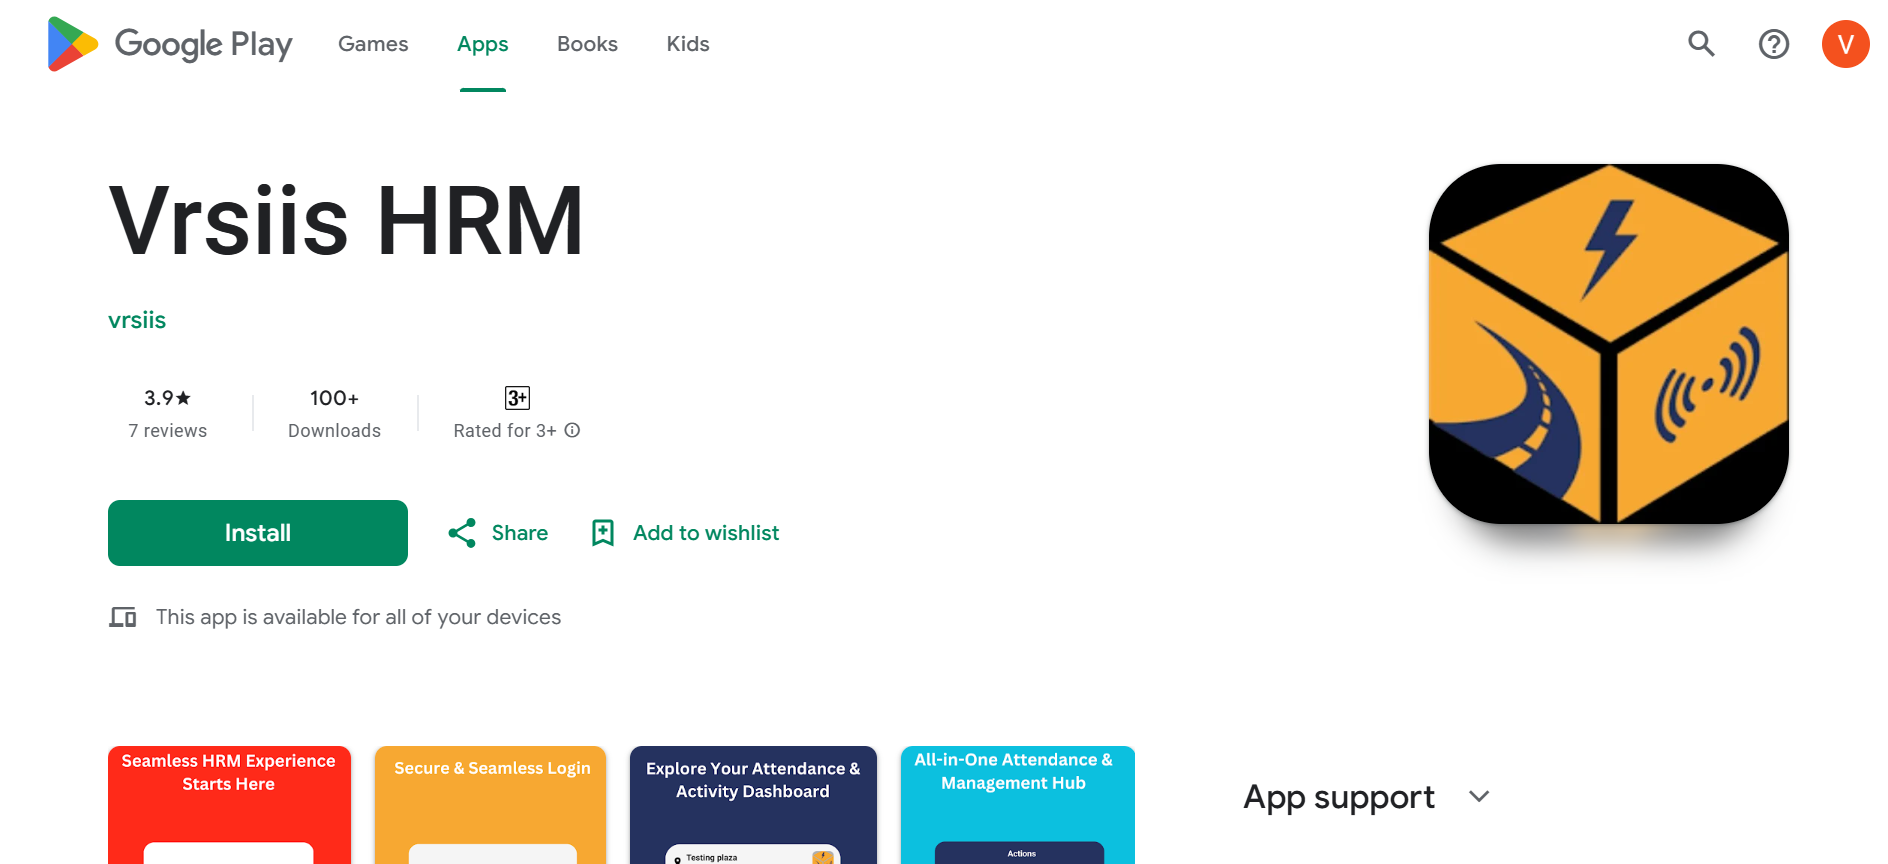 Google Play
Games
Apps
Books
Kids
V
Vrsiis HRM
vrsiis
3.9★
7 reviews
100+
Downloads
3+
Rated for 3+
Install
Share
Add to wishlist
This app is available for all of your devices
Seamless HRM Experience
Starts Here
Secure & Seamless Login
Explore Your Attendance &
Activity Dashboard
Testing plaza
All-in-One Attendance &
Management Hub
Actions
App support